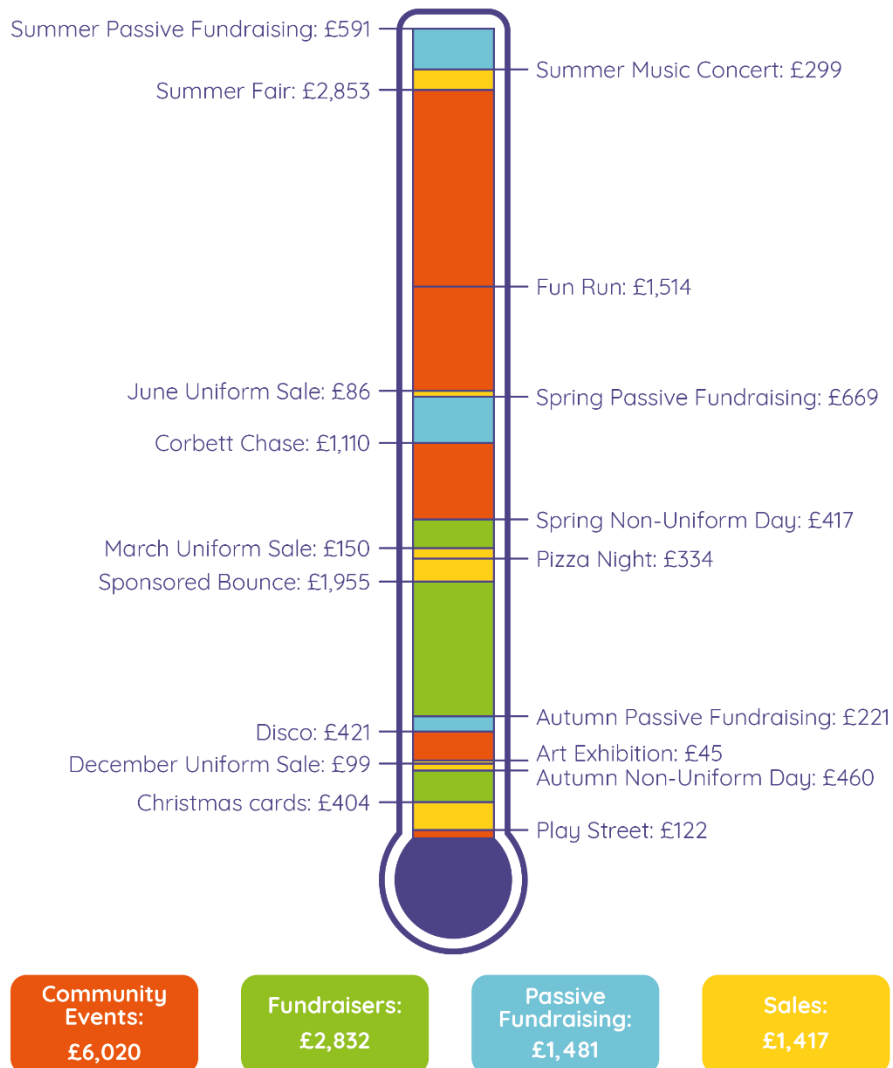 Summer Passive Fundraising: £591
Summer Music Concert: £299
Summer Fair: £2,853
Fun Run: £1,514
June Uniform Sale: £86
Spring Passive Fundraising: £669
Corbett Chase: £1,110
Spring Non-Uniform Day: £417
March Uniform Sale: £150
Pizza Night: £334
Sponsored Bounce: £1,955
Autumn Passive Fundraising: £221
Disco: £421
Art Exhibition: £45
December Uniform Sale: £99
Autumn Non-Uniform Day: £460
Christmas cards: £404
Play Street: £122
Community
Events:
£6,020
Fundraisers:
£2,832
Passive
Fundraising:
£1,481
Sales:
£1,417